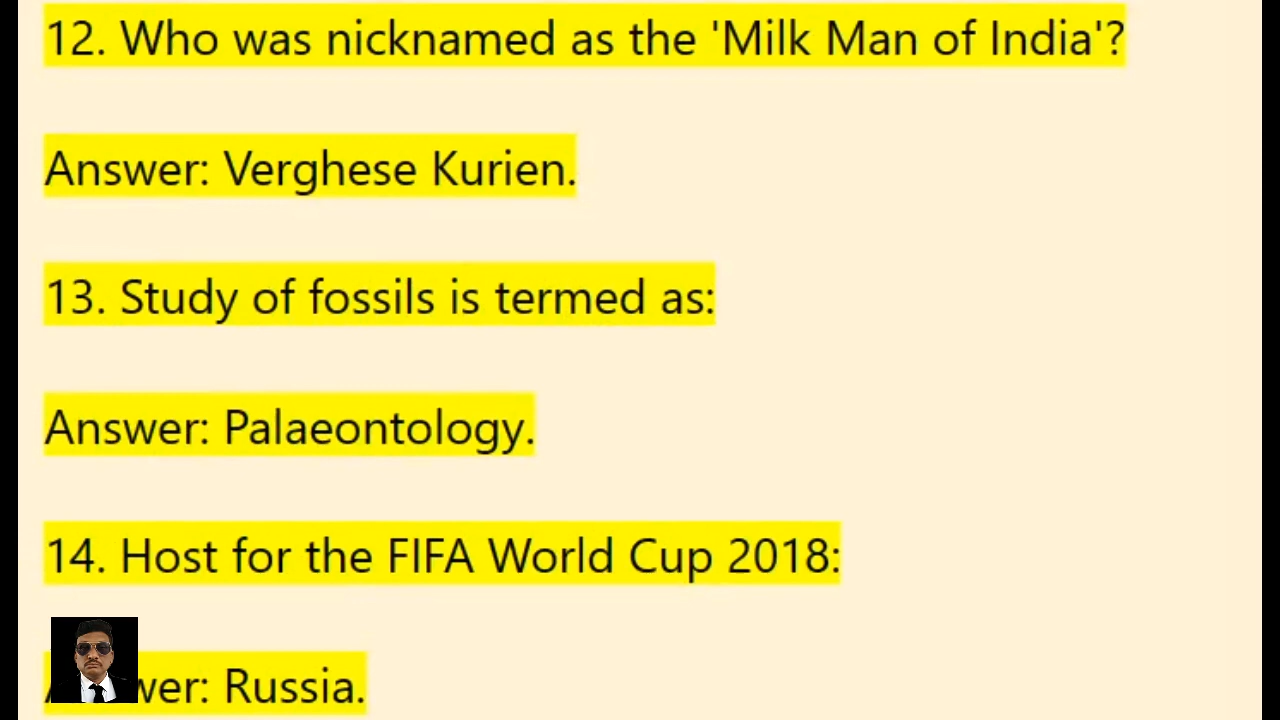 12. Who was nicknamed as the 'Milk Man of India'?
Answer: Verghese Kurien.
13. Study of fossils is termed as:
Answer: Palaeontology.
14. Host for the FIFA World Cup 2018:
Answer: Russia.